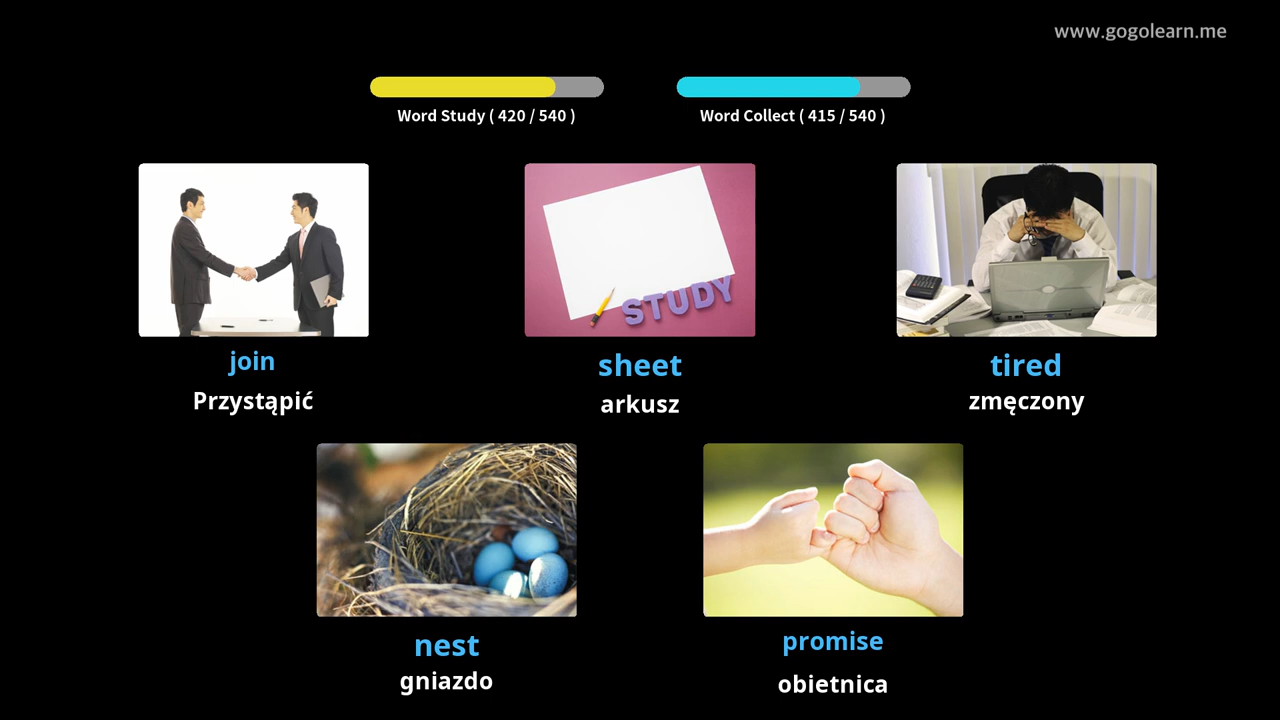 www.gogolearn.me
Word Study ( 420 / 540 )
Word Collect ( 415 / 540 )
STUDY
join
Przystąpić
sheet
arkusz
tired
zmęczony
nest
gniazdo
promise
obietnica